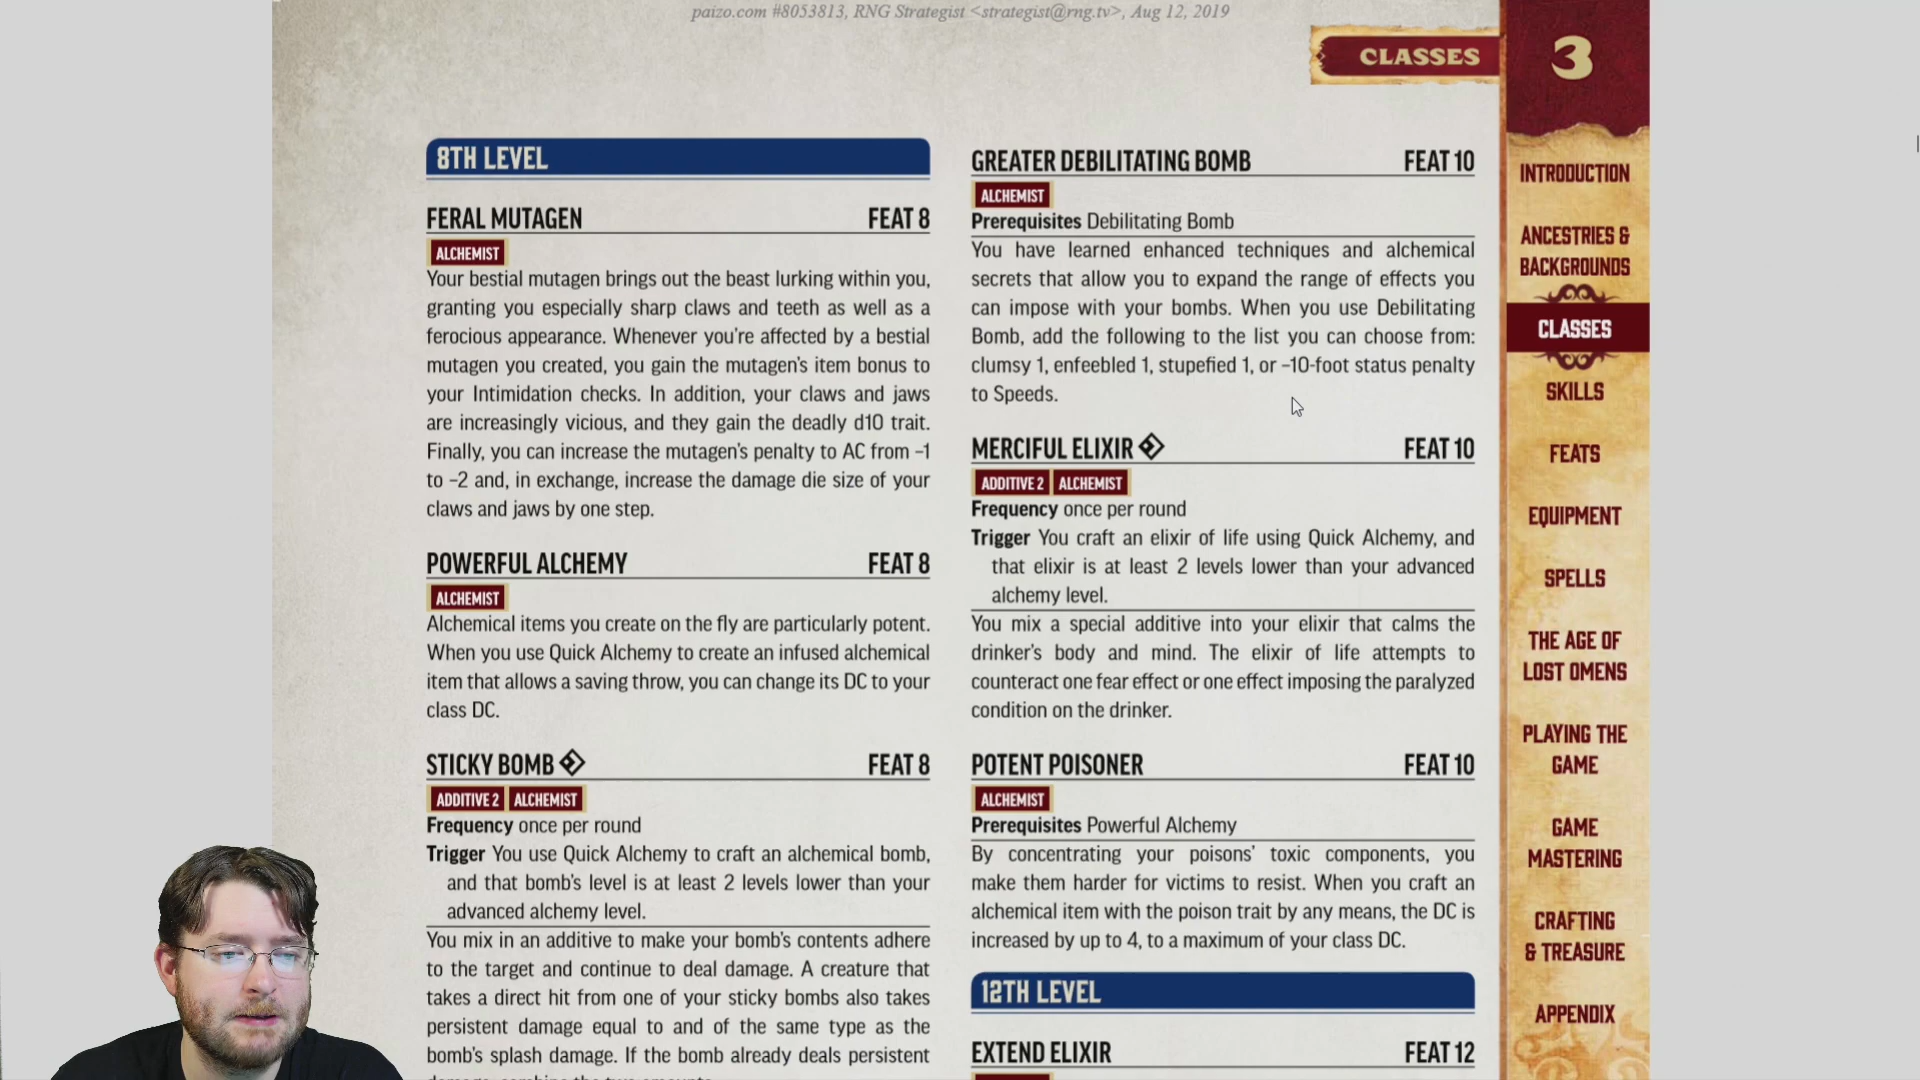 paizo.com #8053813, RNG Strategist <strategist@rng.tv>, Aug 12, 2019
CLASSES
3
8TH LEVEL
FERAL MUTAGEN FEAT 8
ALCHEMIST
Your bestial mutagen brings out the beast lurking within you,
granting you especially sharp claws and teeth as well as a
ferocious appearance. Whenever you're affected by a bestial
mutagen you created, you gain the mutagen's item bonus to
your Intimidation checks. In addition, your claws and jaws
are increasingly vicious, and they gain the deadly d10 trait.
Finally, you can increase the mutagen's penalty to AC from –1
to –2 and, in exchange, increase the damage die size of your
claws and jaws by one step.
POWERFUL ALCHEMY FEAT 8
ALCHEMIST
Alchemical items you create on the fly are particularly potent.
When you use Quick Alchemy to create an infused alchemical
item that allows a saving throw, you can change its DC to your
class DC.
STICKY BOMB FEAT 8
ADDITIVE 2 ALCHEMIST
Frequency once per round
Trigger You use Quick Alchemy to craft an alchemical bomb,
and that bomb's level is at least 2 levels lower than your
advanced alchemy level.
You mix in an additive to make your bomb's contents adhere
to the target and continue to deal damage. A creature that
takes a direct hit from one of your sticky bombs also takes
persistent damage equal to and of the same type as the
bomb's splash damage. If the bomb already deals persistent
GREATER DEBILITATING BOMB FEAT 10
ALCHEMIST
Prerequisites Debilitating Bomb
You have learned enhanced techniques and alchemical
secrets that allow you to expand the range of effects you
can impose with your bombs. When you use Debilitating
Bomb, add the following to the list you can choose from:
clumsy 1, enfeebled 1, stupefied 1, or –10-foot status penalty
to Speeds.
MERCIFUL ELIXIR FEAT 10
ADDITIVE 2 ALCHEMIST
Frequency once per round
Trigger You craft an elixir of life using Quick Alchemy, and
that elixir is at least 2 levels lower than your advanced
alchemy level.
You mix a special additive into your elixir that calms the
drinker's body and mind. The elixir of life attempts to
counteract one fear effect or one effect imposing the paralyzed
condition on the drinker.
POTENT POISONER FEAT 10
ALCHEMIST
Prerequisites Powerful Alchemy
By concentrating your poisons' toxic components, you
make them harder for victims to resist. When you craft an
alchemical item with the poison trait by any means, the DC is
increased by up to 4, to a maximum of your class DC.
12TH LEVEL
EXTEND ELIXIR FEAT 12
INTRODUCTION
ANCESTRIES &
BACKGROUNDS
CLASSES
SKILLS
FEATS
EQUIPMENT
SPELLS
THE AGE OF
LOST OMENS
PLAYING THE
GAME
GAME
MASTERING
CRAFTING
& TREASURE
APPENDIX